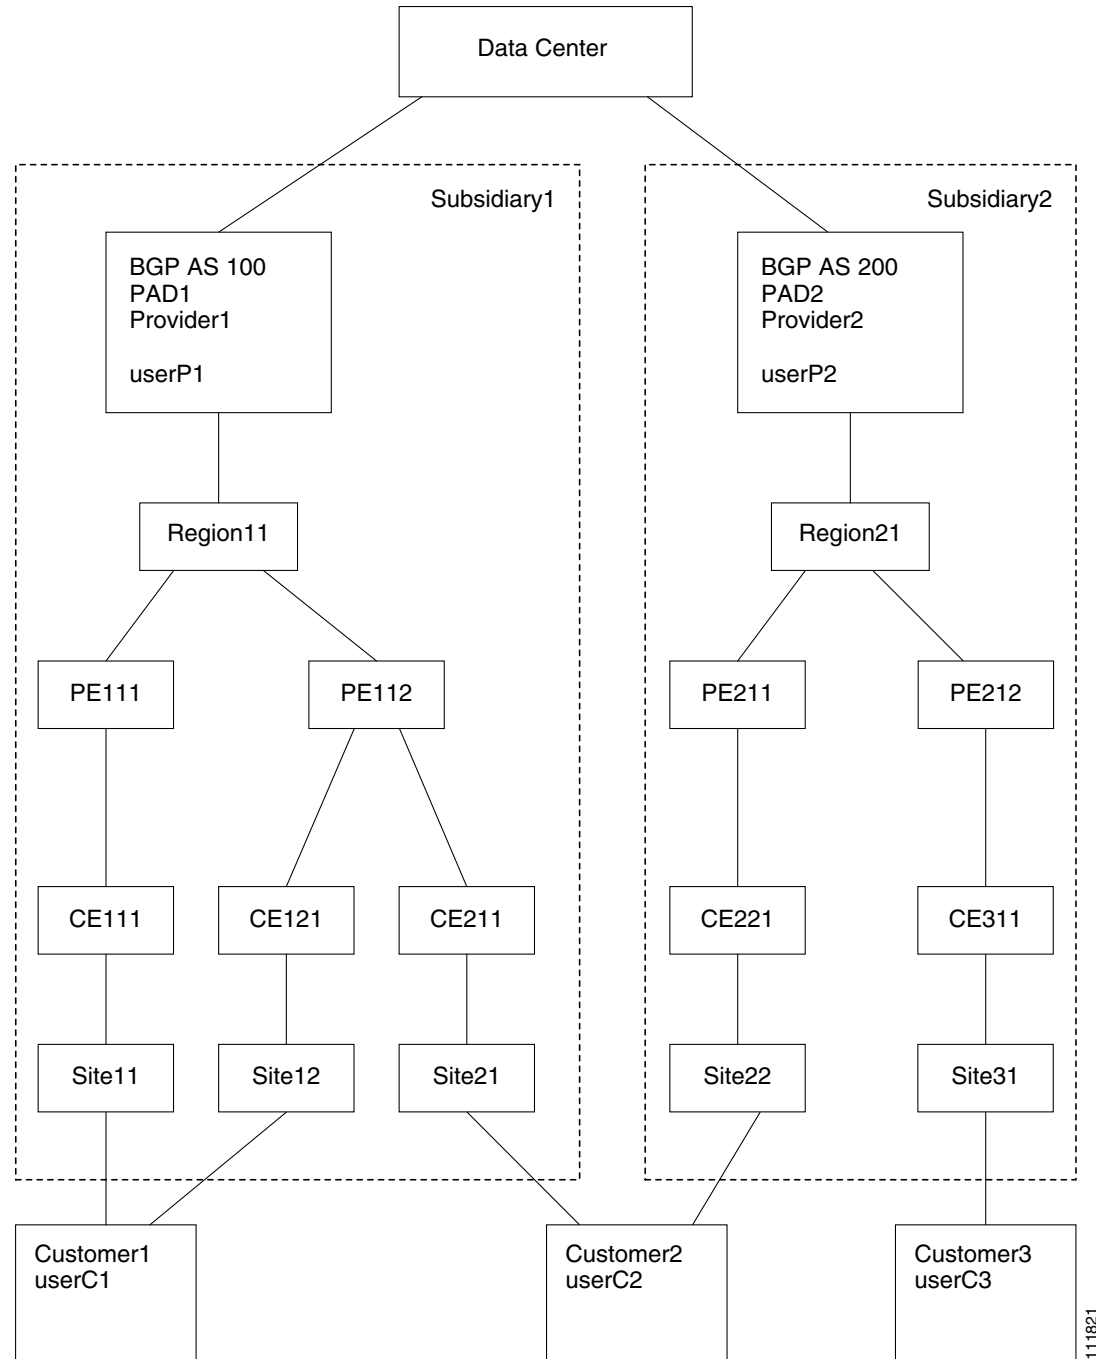 Data Center
Subsidiary1
Subsidiary2
BGP AS 100
PAD1
Provider1
userP1
BGP AS 200
PAD2
Provider2
userP2
Region11
Region21
PE111
PE112
PE211
PE212
CE111
CE121
CE211
CE221
CE311
Site11
Site12
Site21
Site22
Site31
Customer1
userC1
Customer2
userC2
Customer3
userC3
111821